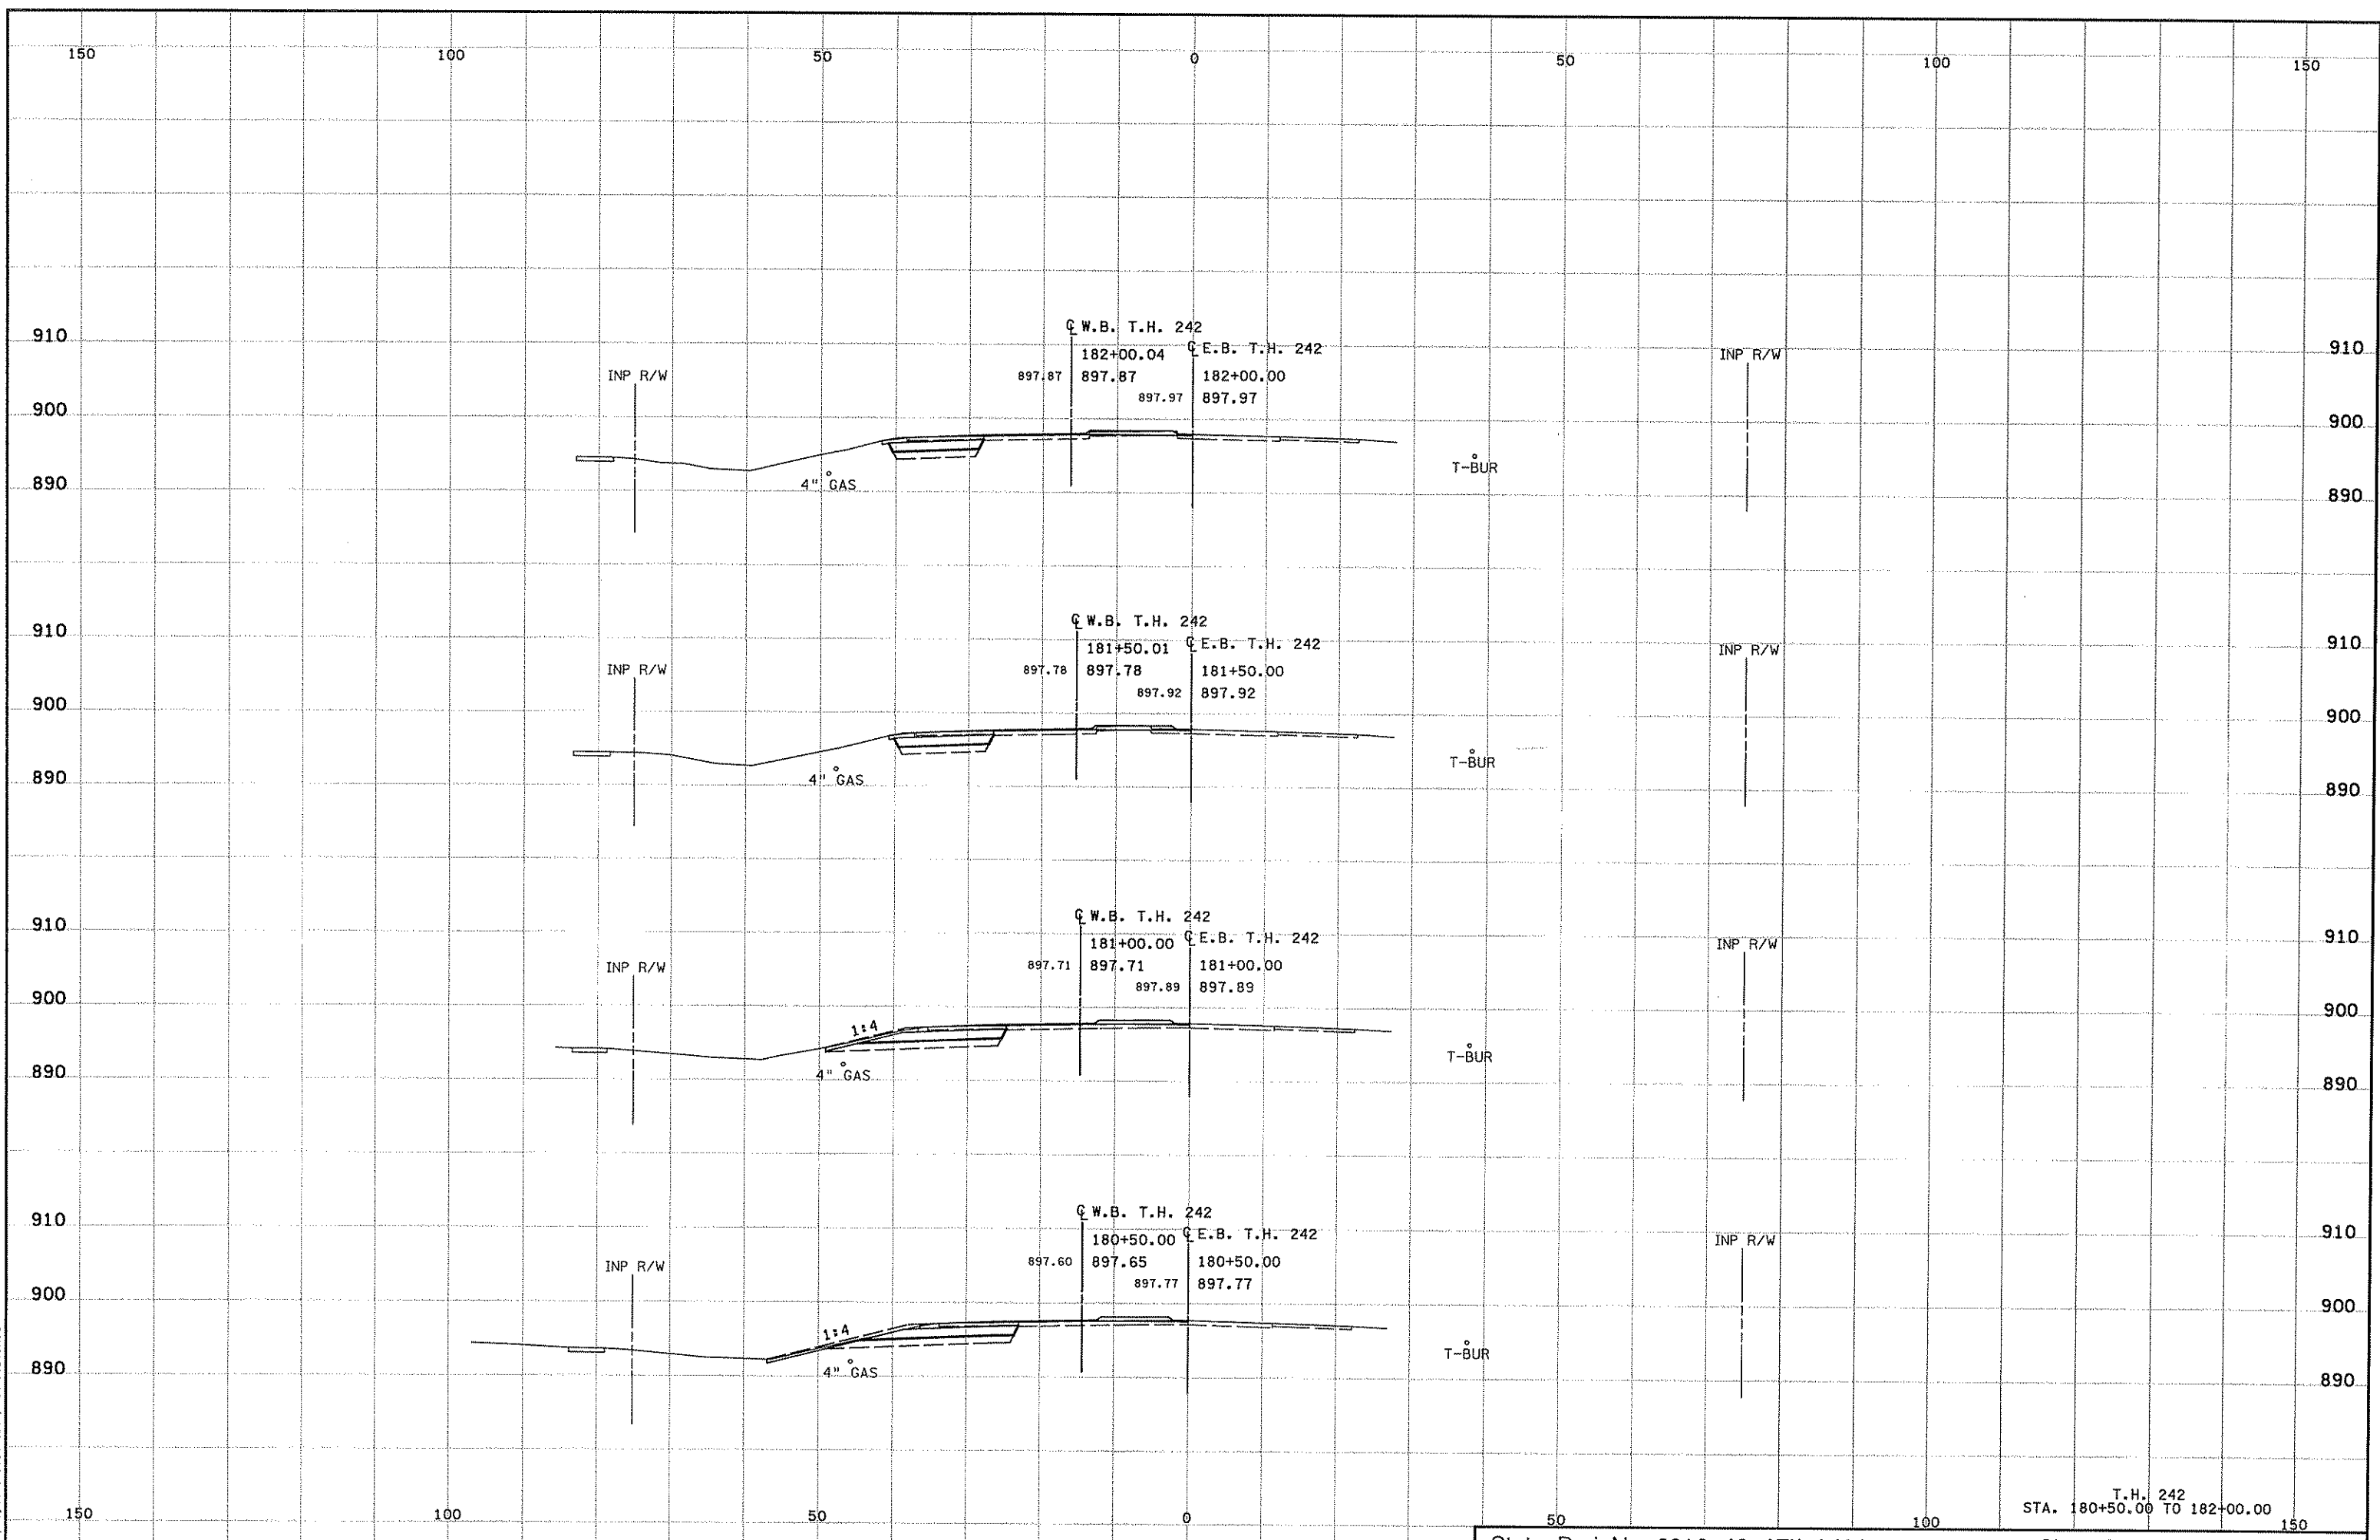 150 100 50 0 50 100 150
C̲L W.B. T.H. 242
910 182+00.04 CL E.B. T.H. 242 INP R/W 910
INP R/W 897.87 897.87 182+00.00
897.97 897.97
900 900
T-BUR
4" GAS
890 890
CL W.B. T.H. 242
910 181+50.01 CL E.B. T.H. 242 INP R/W 910
INP R/W 897.78 897.78 181+50.00
897.92 897.92
900 900
T-BUR
4" GAS
890 890
CL W.B. T.H. 242
910 181+00.00 CL E.B. T.H. 242 INP R/W 910
INP R/W 897.71 897.71 181+00.00
897.89 897.89
900 900
1:4
T-BUR
4" GAS
890 890
CL W.B. T.H. 242
910 180+50.00 CL E.B. T.H. 242 INP R/W 910
INP R/W 897.60 897.65 180+50.00
897.77 897.77
900 900
1:4
T-BUR
4" GAS
890 890
T.H. 242
STA. 180+50.00 TO 182+00.00
150 100 50 0 50 100 150